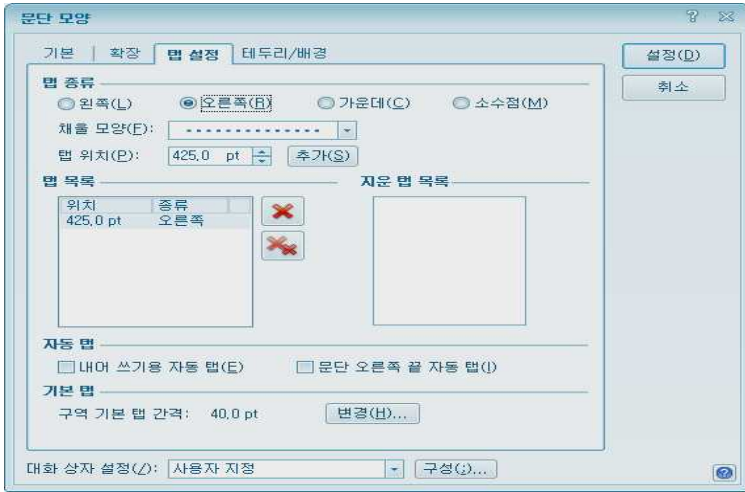 문단 모양
기본 | 확장 탭 설정 테두리/배경
설정(D)
취소
탭 종류
왼쪽(L) 오른쪽(R) 가운데(C) 소수점(M)
채울 모양(F):
탭 위치(P): 425.0 pt 추가(S)
탭 목록 지운 탭 목록
위치 종류
425.0 pt 오른쪽
자동 탭
내어 쓰기용 자동 탭(E) 문단 오른쪽 끝 자동 탭(I)
기본 탭
구역 기본 탭 간격: 40.0 pt 변경(H)...
대화 상자 설정(/): 사용자 지정 구성(;)...